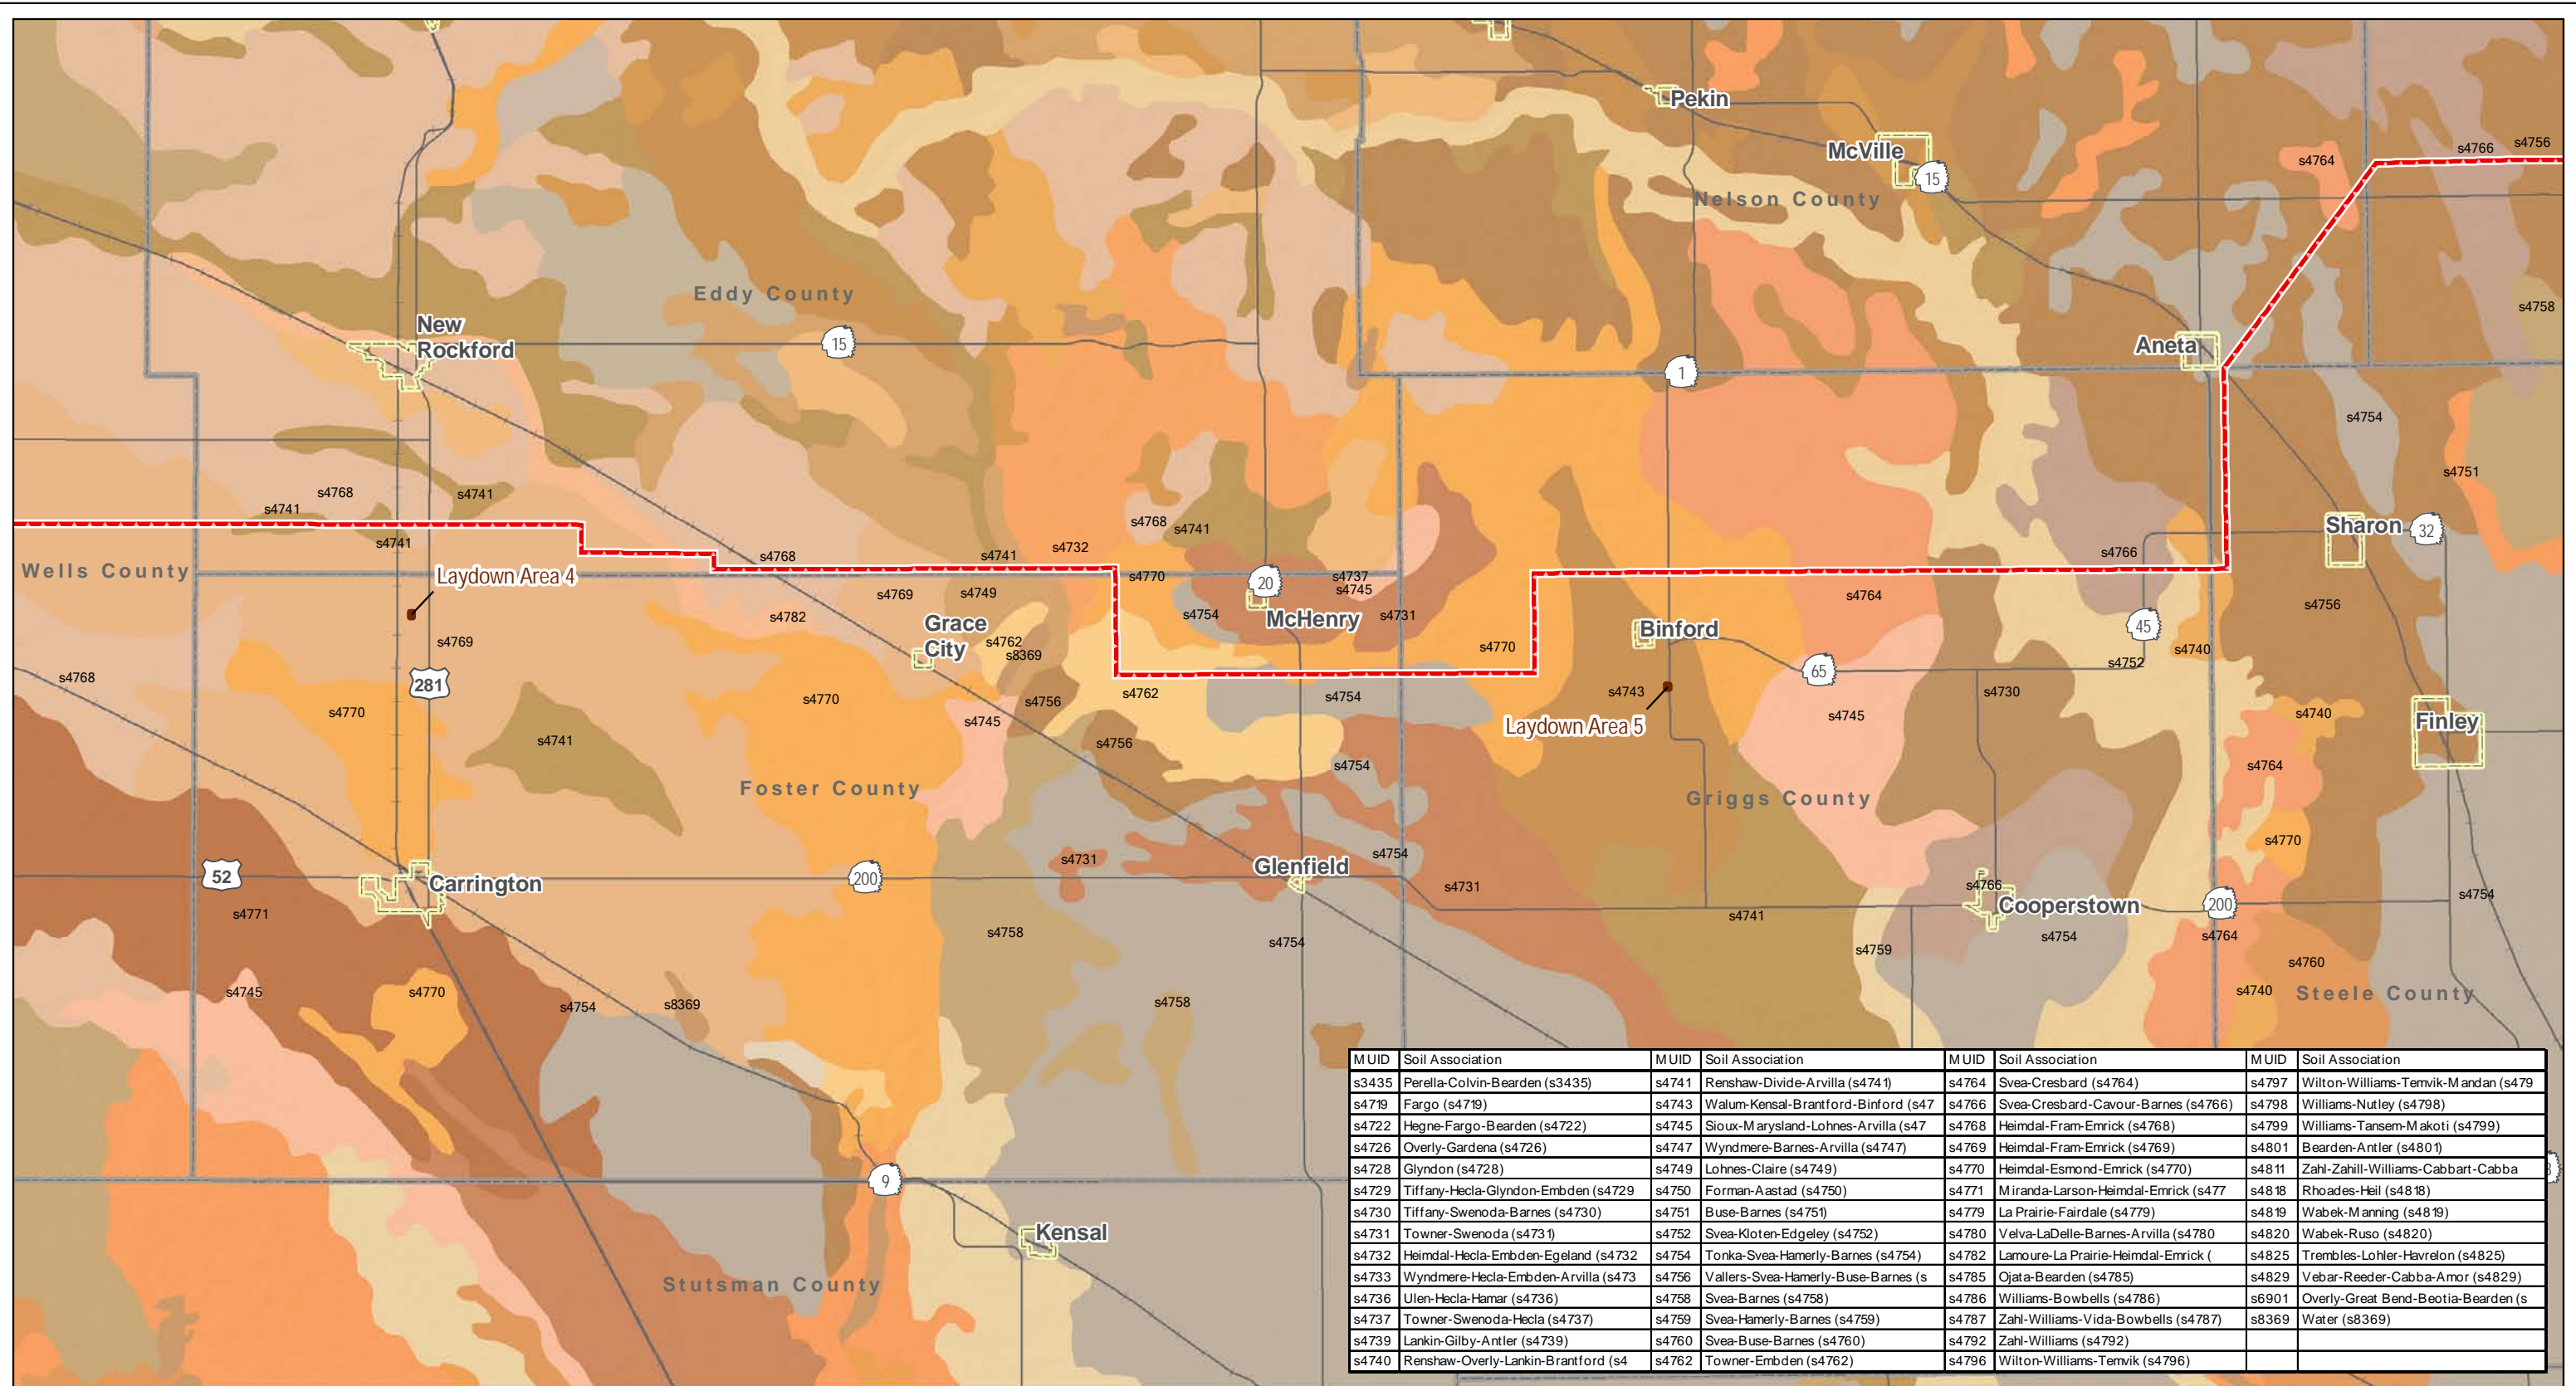 Pekin
McVille
15
Nelson County
s4764
s4766
s4756
s4758
Eddy County
New
Rockford
15
1
Aneta
s4754
s4751
s4768
s4741
s4741
s4741
s4768
s4741
s4732
s4768
s4741
Sharon
32
s4766
Wells County
Laydown Area 4
s4769
s4749
s4770
20
s4737
s4745
s4764
s4756
s4782
Grace
City
s4762
s8369
s4754
McHenry
s4731
s4770
Binford
45
s4740
s4769
s4768
281
65
s4752
s4770
s4770
s4745
s4756
s4762
s4754
s4743
s4730
s4741
s4756
Laydown Area 5
s4745
s4740
Finley
s4754
s4764
Foster County
Griggs County
s4770
s4731
Glenfield
s4754
52
Carrington
200
s4731
s4766
Cooperstown
200
s4754
s4771
s4758
s4754
s4741
s4759
s4754
s4764
s4760
s4745
s4770
s4754
s8369
s4758
s4740
Steele County
9
Kensal
Stutsman County
MUID Soil Association MUID Soil Association MUID Soil Association MUID Soil Association
s3435 Perella-Colvin-Bearden (s3435) s4741 Renshaw-Divide-Arvilla (s4741) s4764 Svea-Cresbard (s4764) s4797 Wilton-Williams-Temvik-Mandan (s479
s4719 Fargo (s4719) s4743 Walum-Kensal-Brantford-Binford (s47 s4766 Svea-Cresbard-Cavour-Barnes (s4766) s4798 Williams-Nutley (s4798)
s4722 Hegne-Fargo-Bearden (s4722) s4745 Sioux-Marysland-Lohnes-Arvilla (s47 s4768 Heimdal-Fram-Emrick (s4768) s4799 Williams-Tansem-Makoti (s4799)
s4726 Overly-Gardena (s4726) s4747 Wyndmere-Barnes-Arvilla (s4747) s4769 Heimdal-Fram-Emrick (s4769) s4801 Bearden-Antler (s4801)
s4728 Glyndon (s4728) s4749 Lohnes-Claire (s4749) s4770 Heimdal-Esmond-Emrick (s4770) s4811 Zahl-Zahill-Williams-Cabbart-Cabba
s4729 Tiffany-Hecla-Glyndon-Embden (s4729 s4750 Forman-Aastad (s4750) s4771 Miranda-Larson-Heimdal-Emrick (s477 s4818 Rhoades-Heil (s4818)
s4730 Tiffany-Swenoda-Barnes (s4730) s4751 Buse-Barnes (s4751) s4779 La Prairie-Fairdale (s4779) s4819 Wabek-Manning (s4819)
s4731 Towner-Swenoda (s4731) s4752 Svea-Kloten-Edgeley (s4752) s4780 Velva-LaDelle-Barnes-Arvilla (s4780 s4820 Wabek-Ruso (s4820)
s4732 Heimdal-Hecla-Embden-Egeland (s4732 s4754 Tonka-Svea-Hamerly-Barnes (s4754) s4782 Lamoure-La Prairie-Heimdal-Emrick ( s4825 Trembles-Lohler-Havrelon (s4825)
s4733 Wyndmere-Hecla-Embden-Arvilla (s473 s4756 Vallers-Svea-Hamerly-Buse-Barnes (s s4785 Ojata-Bearden (s4785) s4829 Vebar-Reeder-Cabba-Amor (s4829)
s4736 Ulen-Hecla-Hamar (s4736) s4758 Svea-Barnes (s4758) s4786 Williams-Bowbells (s4786) s6901 Overly-Great Bend-Beotia-Bearden (s
s4737 Towner-Swenoda-Hecla (s4737) s4759 Svea-Hamerly-Barnes (s4759) s4787 Zahl-Williams-Vida-Bowbells (s4787) s8369 Water (s8369)
s4739 Lankin-Gilby-Antler (s4739) s4760 Svea-Buse-Barnes (s4760) s4792 Zahl-Williams (s4792)
s4740 Renshaw-Overly-Lankin-Brantford (s4 s4762 Towner-Embden (s4762) s4796 Wilton-Williams-Temvik (s4796)